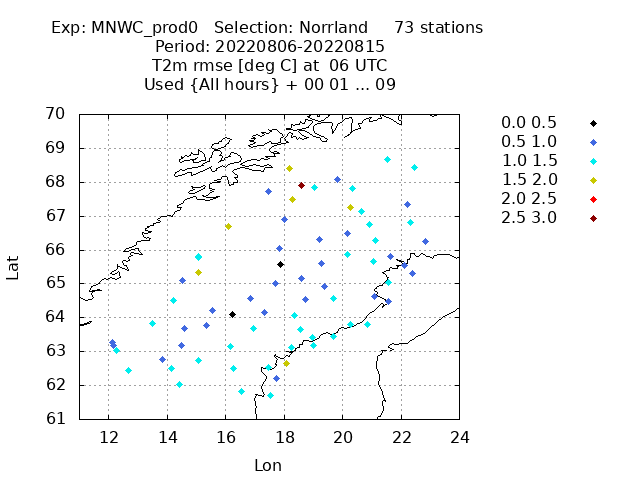 Exp: MNWC_prod0   Selection: Norrland     73 stations
Period: 20220806-20220815
T2m rmse [deg C] at  06 UTC
Used {All hours} + 00 01 ... 09
70
69
68
67
66
65
64
63
62
61
Lat
12 14 16 18 20 22 24
Lon
0.0 0.5
0.5 1.0
1.0 1.5
1.5 2.0
2.0 2.5
2.5 3.0